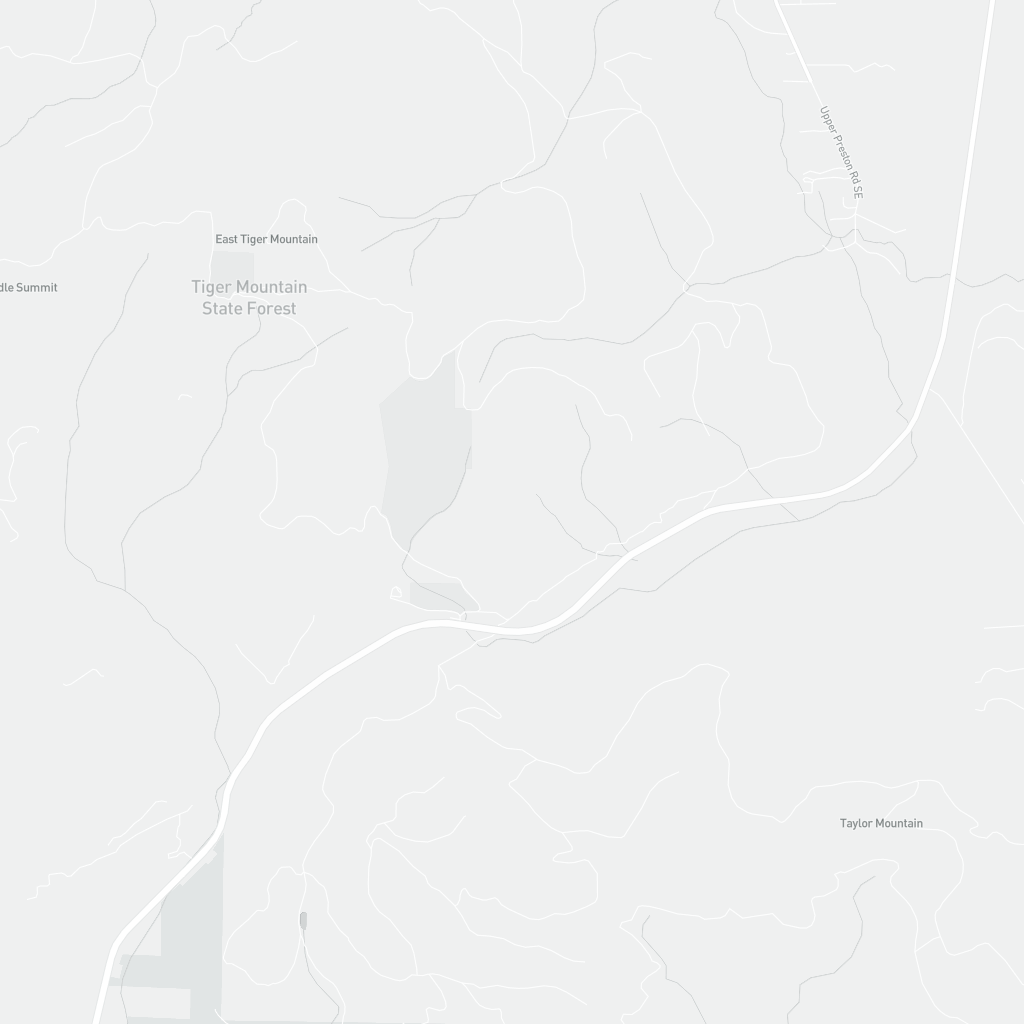 Upper Preston Rd SE
East Tiger Mountain
dle Summit
Tiger Mountain
State Forest
Taylor Mountain